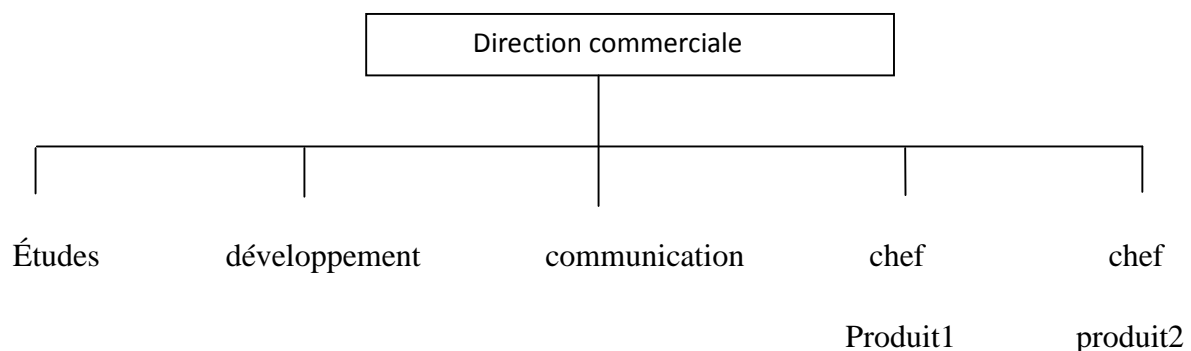 Direction commerciale
Études développement communication chef chef
Produit1 produit2